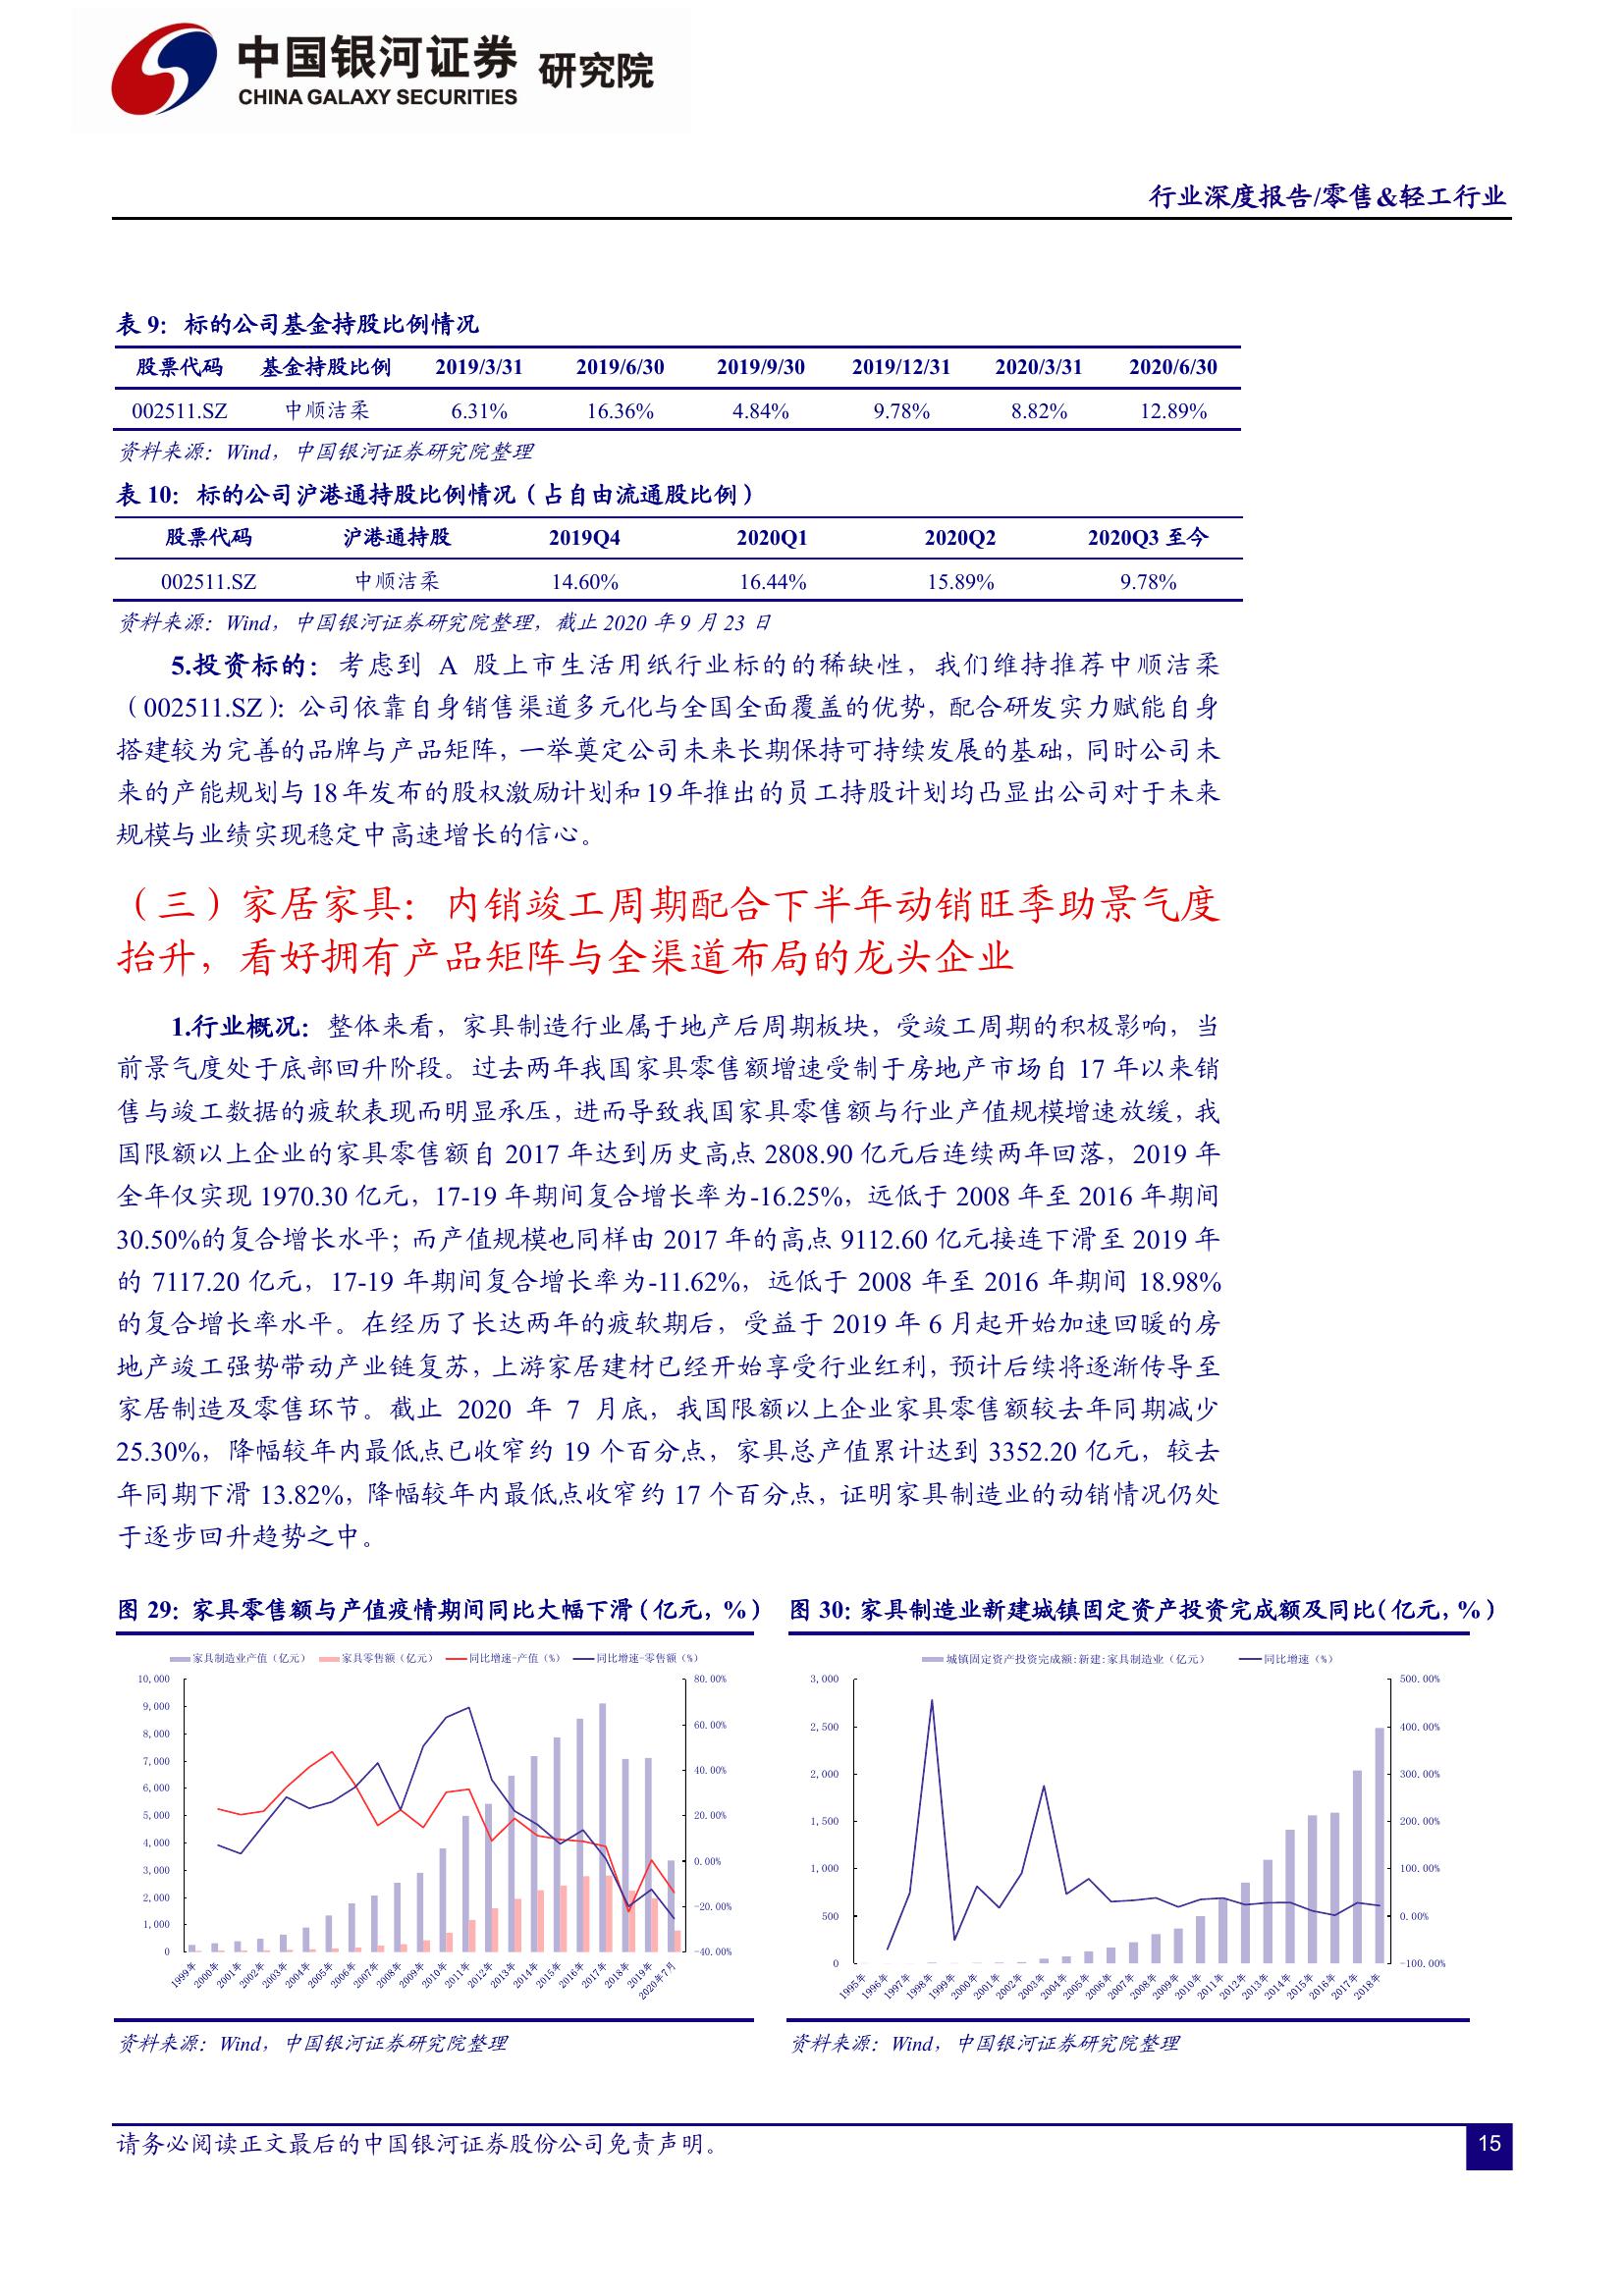 中国银河证券 研究院
CHINA GALAXY SECURITIES
行业深度报告/零售&轻工行业
表 9：标的公司基金持股比例情况
股票代码 基金持股比例 2019/3/31 2019/6/30 2019/9/30 2019/12/31 2020/3/31 2020/6/30
002511.SZ 中顺洁柔 6.31% 16.36% 4.84% 9.78% 8.82% 12.89%
资料来源：Wind，中国银河证券研究院整理
表 10：标的公司沪港通持股比例情况（占自由流通股比例）
股票代码 沪港通持股 2019Q4 2020Q1 2020Q2 2020Q3 至今
002511.SZ 中顺洁柔 14.60% 16.44% 15.89% 9.78%
资料来源：Wind，中国银河证券研究院整理，截止 2020 年 9 月 23 日
5.投资标的：考虑到 A 股上市生活用纸行业标的的稀缺性，我们维持推荐中顺洁柔
（002511.SZ）：公司依靠自身销售渠道多元化与全国全面覆盖的优势，配合研发实力赋能自身
搭建较为完善的品牌与产品矩阵，一举奠定公司未来长期保持可持续发展的基础，同时公司未
来的产能规划与 18 年发布的股权激励计划和 19 年推出的员工持股计划均凸显出公司对于未来
规模与业绩实现稳定中高速增长的信心。
（三）家居家具：内销竣工周期配合下半年动销旺季助景气度
抬升，看好拥有产品矩阵与全渠道布局的龙头企业
1.行业概况：整体来看，家具制造行业属于地产后周期板块，受竣工周期的积极影响，当
前景气度处于底部回升阶段。过去两年我国家具零售额增速受制于房地产市场自 17 年以来销
售与竣工数据的疲软表现而明显承压，进而导致我国家具零售额与行业产值规模增速放缓，我
国限额以上企业的家具零售额自 2017 年达到历史高点 2808.90 亿元后连续两年回落，2019 年
全年仅实现 1970.30 亿元，17-19 年期间复合增长率为-16.25%，远低于 2008 年至 2016 年期间
30.50%的复合增长水平；而产值规模也同样由 2017 年的高点 9112.60 亿元接连下滑至 2019 年
的 7117.20 亿元，17-19 年期间复合增长率为-11.62%，远低于 2008 年至 2016 年期间 18.98%
的复合增长率水平。在经历了长达两年的疲软期后，受益于 2019 年 6 月起开始加速回暖的房
地产竣工强势带动产业链复苏，上游家居建材已经开始享受行业红利，预计后续将逐渐传导至
家居制造及零售环节。截止 2020 年 7 月底，我国限额以上企业家具零售额较去年同期减少
25.30%，降幅较年内最低点已收窄约 19 个百分点，家具总产值累计达到 3352.20 亿元，较去
年同期下滑 13.82%，降幅较年内最低点收窄约 17 个百分点，证明家具制造业的动销情况仍处
于逐步回升趋势之中。
图 29：家具零售额与产值疫情期间同比大幅下滑（亿元，%）
家具制造业产值（亿元） 家具零售额（亿元） 同比增速-产值（%） 同比增速-零售额（%）
10,000 80.00%
9,000
8,000 60.00%
7,000
6,000 40.00%
5,000 20.00%
4,000
3,000 0.00%
2,000 -20.00%
1,000
0 -40.00%
1999年 2000年 2001年 2002年 2003年 2004年 2005年 2006年 2007年 2008年 2009年 2010年 2011年 2012年 2013年 2014年 2015年 2016年 2017年 2018年 2019年 2020年7月
资料来源：Wind，中国银河证券研究院整理
图 30：家具制造业新建城镇固定资产投资完成额及同比（亿元，%）
城镇固定资产投资完成额:新建:家具制造业（亿元） 同比增速（%）
3,000 500.00%
2,500 400.00%
2,000 300.00%
1,500 200.00%
1,000 100.00%
500 0.00%
0 -100.00%
1995年 1996年 1997年 1998年 1999年 2000年 2001年 2002年 2003年 2004年 2005年 2006年 2007年 2008年 2009年 2010年 2011年 2012年 2013年 2014年 2015年 2016年 2017年 2018年
资料来源：Wind，中国银河证券研究院整理
请务必阅读正文最后的中国银河证券股份公司免责声明。
15